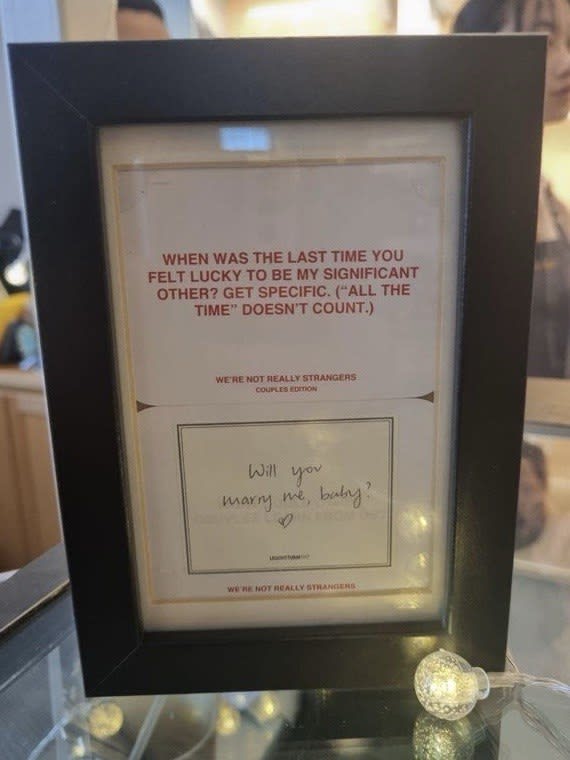 WHEN WAS THE LAST TIME YOU
FELT LUCKY TO BE MY SIGNIFICANT
OTHER? GET SPECIFIC. (“ALL THE
TIME” DOESN’T COUNT.)
WE’RE NOT REALLY STRANGERS
COUPLES EDITION
Will you
marry me, baby?
WE’RE NOT REALLY STRANGERS